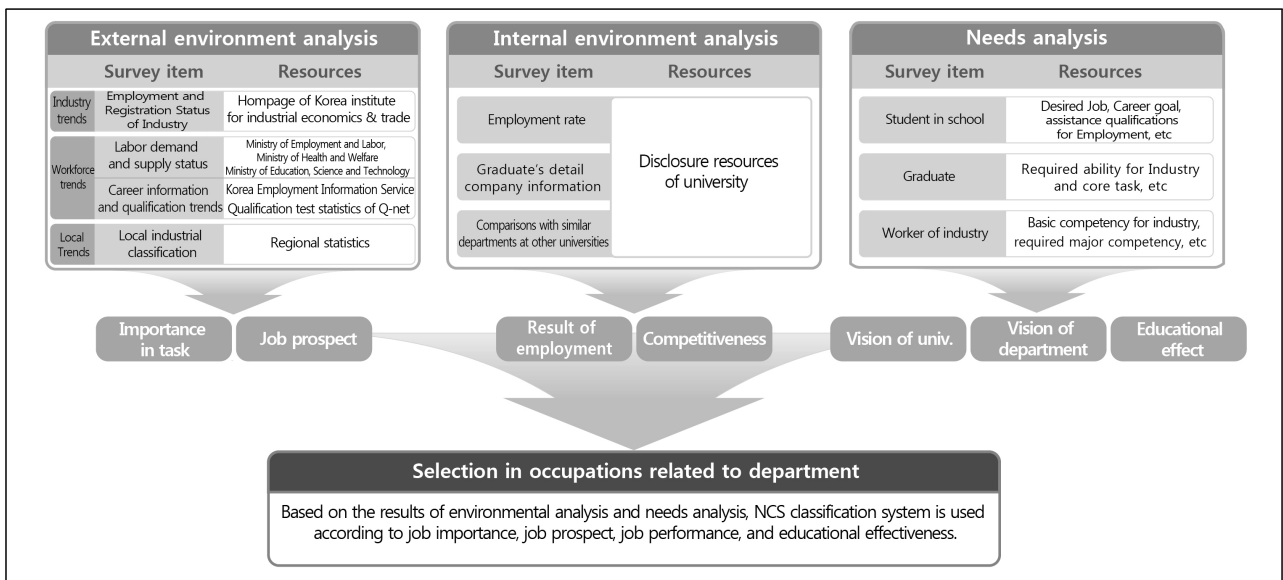 External environment analysis
Survey item
Resources
Industry
trends
Employment and
Registration Status
of Industry
Hompage of Korea institute
for industrial economics & trade
Workforce
trends
Labor demand
and supply status
Ministry of Employment and Labor,
Ministry of Health and Welfare
Ministry of Education, Science and Technology
Career information
and qualification trends
Korea Employment Information Service
Qualification test statistics of Q-net
Local
Trends
Local industrial
classification
Regional statistics
Internal environment analysis
Survey item
Resources
Employment rate
Graduate's detail
company information
Comparisons with similar
departments at other universities
Disclosure resources
of university
Needs analysis
Survey item
Resources
Student in school
Desired Job, Career goal,
assistance qualifications
for Employment, etc
Graduate
Required ability for Industry
and core task, etc
Worker of industry
Basic competency for industry,
required major competency, etc
Importance
in task
Job prospect
Result of
employment
Competitiveness
Vision of univ.
Vision of
department
Educational
effect
Selection in occupations related to department
Based on the results of environmental analysis and needs analysis, NCS classification system is used
according to job importance, job prospect, job performance, and educational effectiveness.